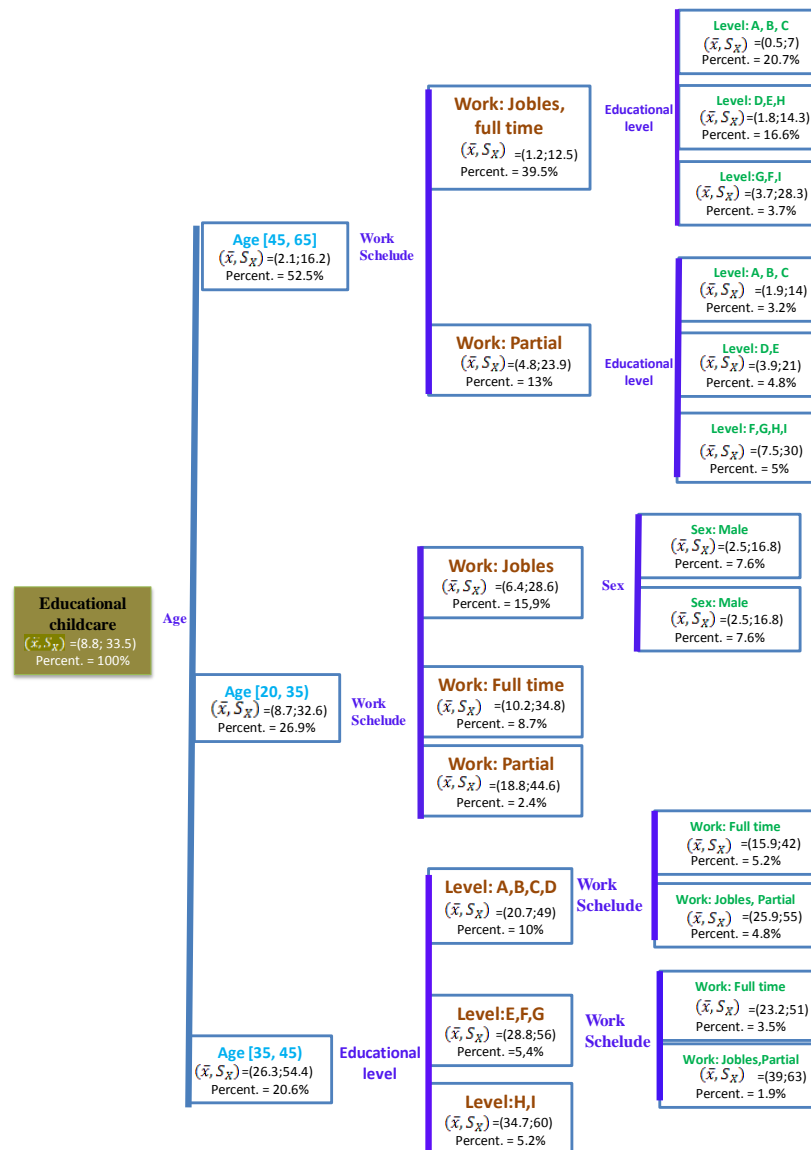 Educational
childcare
(x̄, S_X) =(8.8; 33.5)
Percent. = 100%
Age
Age [45, 65]
(x̄, S_X) =(2.1;16.2)
Percent. = 52.5%
Work
Schelude
Work: Jobles,
full time
(x̄, S_X) =(1.2;12.5)
Percent. = 39.5%
Educational
level
Level: A, B, C
(x̄, S_X) =(0.5;7)
Percent. = 20.7%
Level: D,E,H
(x̄, S_X)=(1.8;14.3)
Percent. = 16.6%
Level:G,F,I
(x̄, S_X) =(3.7;28.3)
Percent. = 3.7%
Work: Partial
(x̄, S_X)=(4.8;23.9)
Percent. = 13%
Educational
level
Level: A, B, C
(x̄, S_X) =(1.9;14)
Percent. = 3.2%
Level: D,E
(x̄, S_X) =(3.9;21)
Percent. = 4.8%
Level: F,G,H,I
(x̄, S_X) =(7.5;30)
Percent. = 5%
Age [20, 35)
(x̄, S_X)=(8.7;32.6)
Percent. = 26.9%
Work
Schelude
Work: Jobles
(x̄, S_X) =(6.4;28.6)
Percent. = 15,9%
Sex
Sex: Male
(x̄, S_X)=(2.5;16.8)
Percent. = 7.6%
Sex: Male
(x̄, S_X)=(2.5;16.8)
Percent. = 7.6%
Work: Full time
(x̄, S_X) =(10.2;34.8)
Percent. = 8.7%
Work: Partial
(x̄, S_X) =(18.8;44.6)
Percent. = 2.4%
Age [35, 45)
(x̄, S_X) =(26.3;54.4)
Percent. = 20.6%
Educational
level
Level: A,B,C,D
(x̄, S_X) =(20.7;49)
Percent. = 10%
Work
Schelude
Work: Full time
(x̄, S_X) =(15.9;42)
Percent. = 5.2%
Work: Jobles, Partial
(x̄, S_X) =(25.9;55)
Percent. = 4.8%
Level:E,F,G
(x̄, S_X) =(28.8;56)
Percent. =5,4%
Work
Schelude
Work: Full time
(x̄, S_X) =(23.2;51)
Percent. = 3.5%
Work: Jobles,Partial
(x̄, S_X) =(39;63)
Percent. = 1.9%
Level:H,I
(x̄, S_X) =(34.7;60)
Percent. = 5.2%